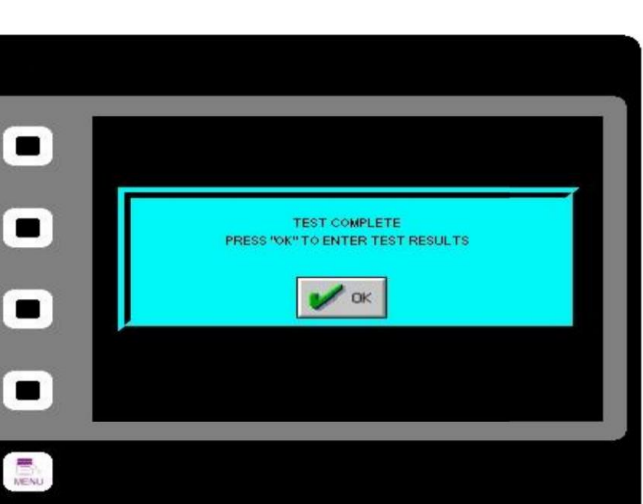 TEST COMPLETE
PRESS "OK" TO ENTER TEST RESULTS
OK
MENU